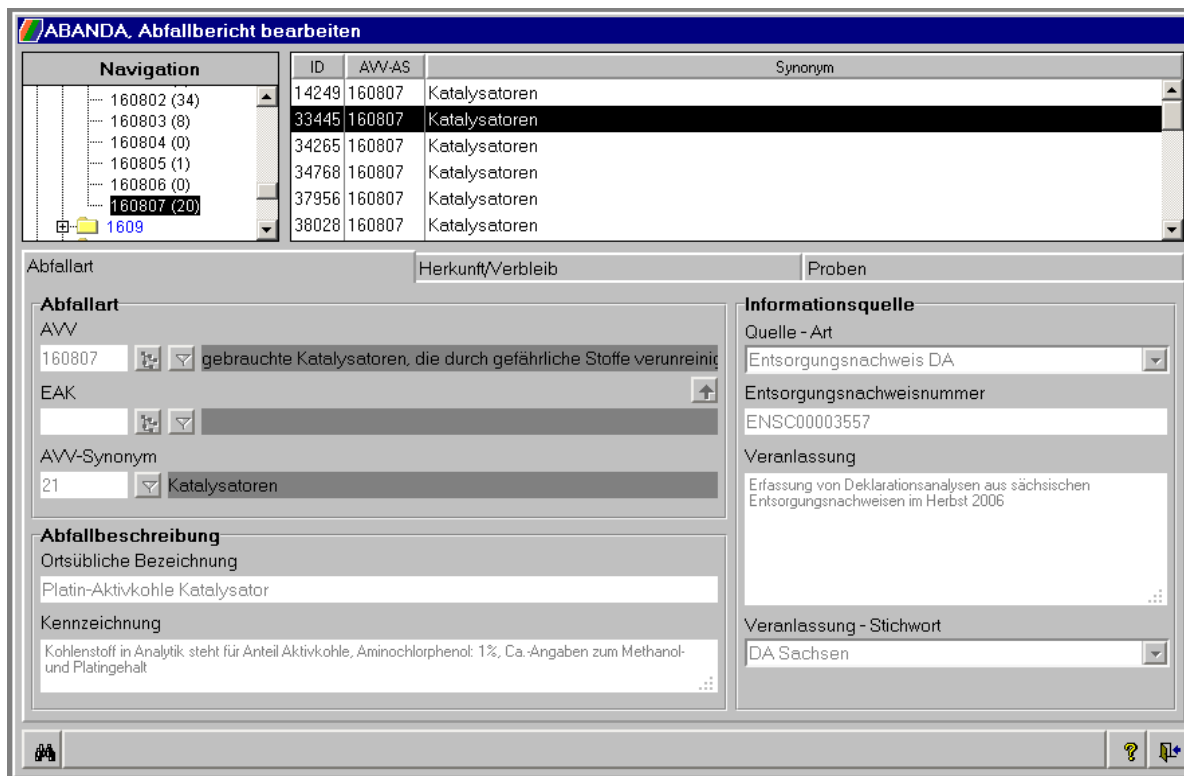 ABANDA, Abfallbericht bearbeiten
Navigation
160802 (34)
160803 (8)
160804 (0)
160805 (1)
160806 (0)
160807 (20)
1609
ID AVV-AS Synonym
14249 160807 Katalysatoren
33445 160807 Katalysatoren
34265 160807 Katalysatoren
34768 160807 Katalysatoren
37956 160807 Katalysatoren
38028 160807 Katalysatoren
Abfallart Herkunft/Verbleib Proben
Abfallart
AVV
160807 gebrauchte Katalysatoren, die durch gefährliche Stoffe verunreinig
EAK
AVV-Synonym
21 Katalysatoren
Abfallbeschreibung
Ortsübliche Bezeichnung
Platin-Aktivkohle Katalysator
Kennzeichnung
Kohlenstoff in Analytik steht für Anteil Aktivkohle, Aminochlorphenol: 1%, Ca.-Angaben zum Methanol-
und Platingehalt
Informationsquelle
Quelle - Art
Entsorgungsnachweis DA
Entsorgungsnachweisnummer
ENSC00003557
Veranlassung
Erfassung von Deklarationsanalysen aus sächsischen
Entsorgungsnachweisen im Herbst 2006
Veranlassung - Stichwort
DA Sachsen